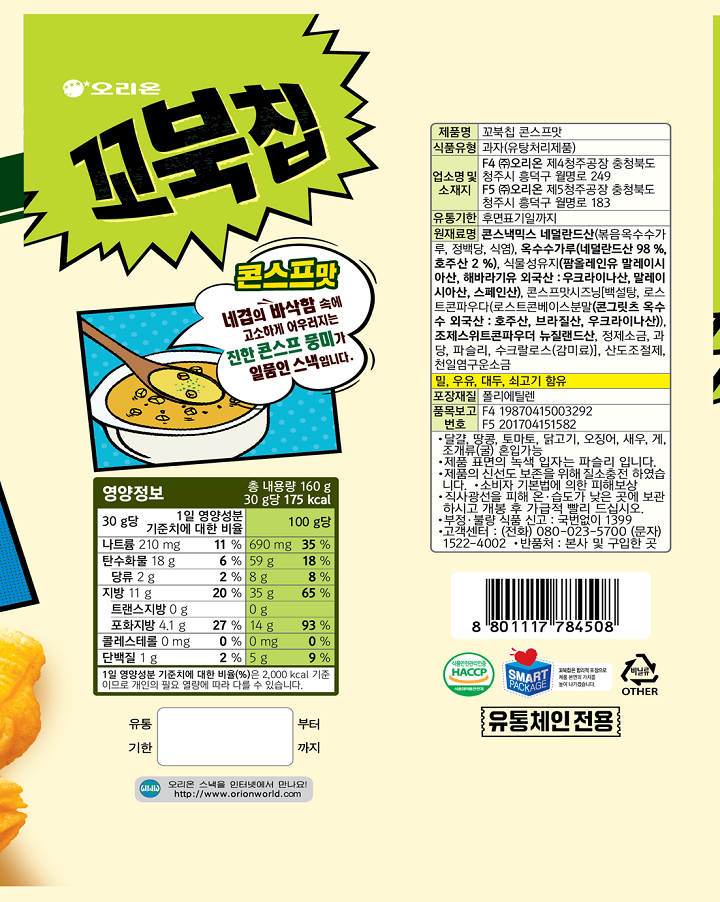 오리온
꼬북칩
콘스프맛
네겹의 바삭함 속에
고소하게 어우러지는
진한 콘스프 풍미가
일품인 스낵입니다.
영양정보
총 내용량 160 g
30 g당 175 kcal
30 g당 1일 영양성분 기준치에 대한 비율 100 g당
나트륨 210 mg 11 % 690 mg 35 %
탄수화물 18 g 6 % 59 g 18 %
당류 2 g 2 % 8 g 8 %
지방 11 g 20 % 35 g 65 %
트랜스지방 0 g 0 g
포화지방 4.1 g 27 % 14 g 93 %
콜레스테롤 0 mg 0 % 0 mg 0 %
단백질 1 g 2 % 5 g 9 %
1일 영양성분 기준치에 대한 비율(%)은 2,000 kcal 기준
이므로 개인의 필요 열량에 따라 다를 수 있습니다.
유통 부터
기한 까지
오리온 스낵을 인터넷에서 만나요!
http://www.orionworld.com
제품명 꼬북칩 콘스프맛
식품유형 과자(유탕처리제품)
업소명 및 소재지 F4 ㈜오리온 제4청주공장 충청북도
청주시 흥덕구 월명로 249
F5 ㈜오리온 제5청주공장 충청북도
청주시 흥덕구 월명로 183
유통기한 후면표기일까지
원재료명 콘스낵믹스 네덜란드산(볶음옥수수가
루, 정백당, 식염), 옥수수가루(네덜란드산 98 %,
호주산 2 %), 식물성유지(팜올레인유 말레이시
아산, 해바라기유 외국산 : 우크라이나산, 말레이
시아산, 스페인산), 콘스프맛시즈닝[백설탕, 로스
트콘파우다(로스트콘베이스분말(콘그릿츠 옥수
수 외국산 : 호주산, 브라질산, 우크라이나산)),
조제스위트콘파우더 뉴질랜드산, 정제소금, 과
당, 파슬리, 수크랄로스(감미료)], 산도조절제,
천일염구운소금
밀, 우유, 대두, 쇠고기 함유
포장재질 폴리에틸렌
품목보고 번호 F4 19870415003292
F5 201704151582
•달걀, 땅콩, 토마토, 닭고기, 오징어, 새우, 게,
조개류(굴) 혼입가능
•제품 표면의 녹색 입자는 파슬리 입니다.
•제품의 신선도 보존을 위해 질소충전 하였습
니다. •소비자 기본법에 의한 피해보상
•직사광선을 피해 온·습도가 낮은 곳에 보관
하시고 개봉 후 가급적 빨리 드십시오.
•부정·불량 식품 신고 : 국번없이 1399
•고객센터 : (전화) 080-023-5700 (문자)
1522-4002 •반품처 : 본사 및 구입한 곳
8 801117 784508
식품안전관리인증
HACCP
식품의약품안전처
SMART
PACKAGE
꼬북칩은 합리적 포장으로
제품 본연의 가치를
높여 나가겠습니다.
비닐류
OTHER
유통체인전용